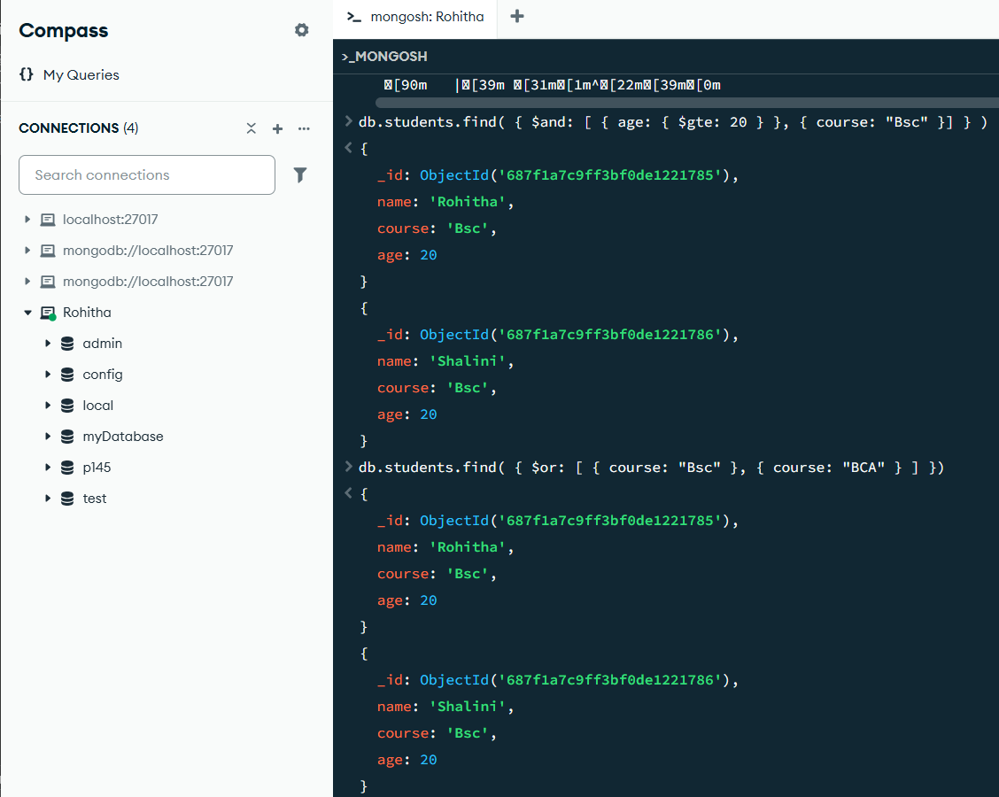 Compass
My Queries
CONNECTIONS (4)
Search connections
localhost:27017
mongodb://localhost:27017
mongodb://localhost:27017
Rohitha
admin
config
local
myDatabase
p145
test
>_ mongosh: Rohitha
>_MONGOSH
[90m   |[39m [31m[1m^[22m[39m[0m
> db.students.find( { $and: [ { age: { $gte: 20 } }, { course: "Bsc" }] } )
< {
  _id: ObjectId('687f1a7c9ff3bf0de1221785'),
  name: 'Rohitha',
  course: 'Bsc',
  age: 20
}
{
  _id: ObjectId('687f1a7c9ff3bf0de1221786'),
  name: 'Shalini',
  course: 'Bsc',
  age: 20
}
> db.students.find( { $or: [ { course: "Bsc" }, { course: "BCA" } ] })
< {
  _id: ObjectId('687f1a7c9ff3bf0de1221785'),
  name: 'Rohitha',
  course: 'Bsc',
  age: 20
}
{
  _id: ObjectId('687f1a7c9ff3bf0de1221786'),
  name: 'Shalini',
  course: 'Bsc',
  age: 20
}